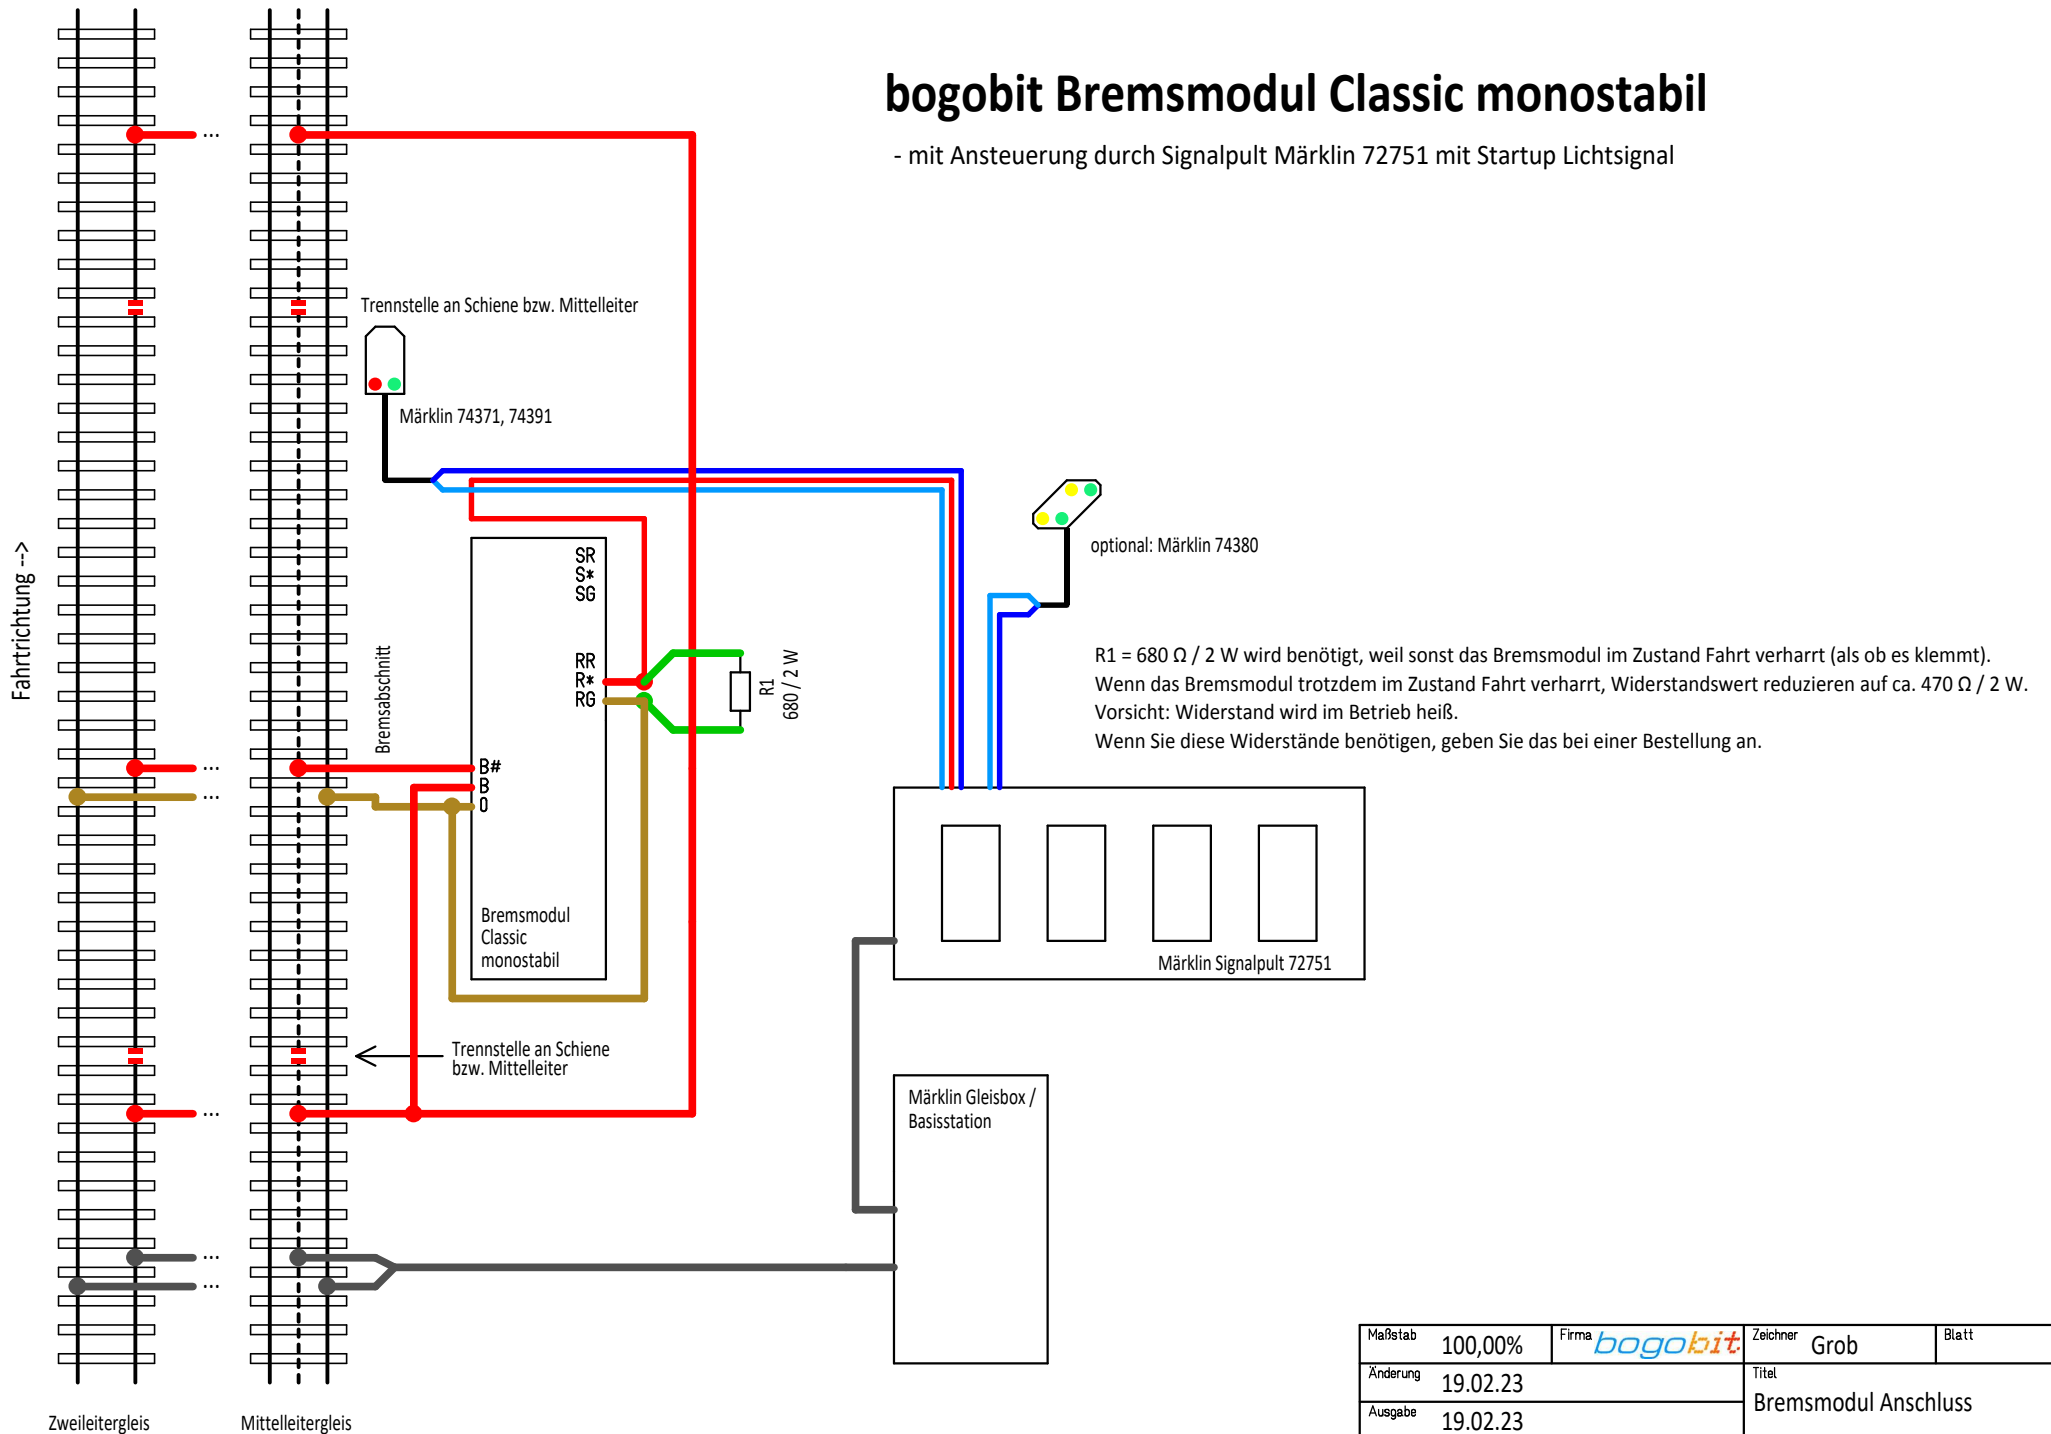 bogobit Bremsmodul Classic monostabil
- mit Ansteuerung durch Signalpult Märklin 72751 mit Startup Lichtsignal
...
Trennstelle an Schiene bzw. Mittelleiter
Märklin 74371, 74391
optional: Märklin 74380
Fahrtrichtung -->
Bremsabschnitt
SR
S*
SG
RR
R*
RG
R1
680 / 2 W
R1 = 680 Ω / 2 W wird benötigt, weil sonst das Bremsmodul im Zustand Fahrt verharrt (als ob es klemmt).
Wenn das Bremsmodul trotzdem im Zustand Fahrt verharrt, Widerstandswert reduzieren auf ca. 470 Ω / 2 W.
Vorsicht: Widerstand wird im Betrieb heiß.
Wenn Sie diese Widerstände benötigen, geben Sie das bei einer Bestellung an.
...
...
B#
B
0
Bremsmodul
Classic
monostabil
Märklin Signalpult 72751
Trennstelle an Schiene
bzw. Mittelleiter
...
Märklin Gleisbox /
Basisstation
...
...
Zweileitergleis
Mittelleitergleis
Maßstab 100,00%
Firma bogobit
Zeichner Grob
Blatt
Änderung 19.02.23
Titel
Bremsmodul Anschluss
Ausgabe 19.02.23